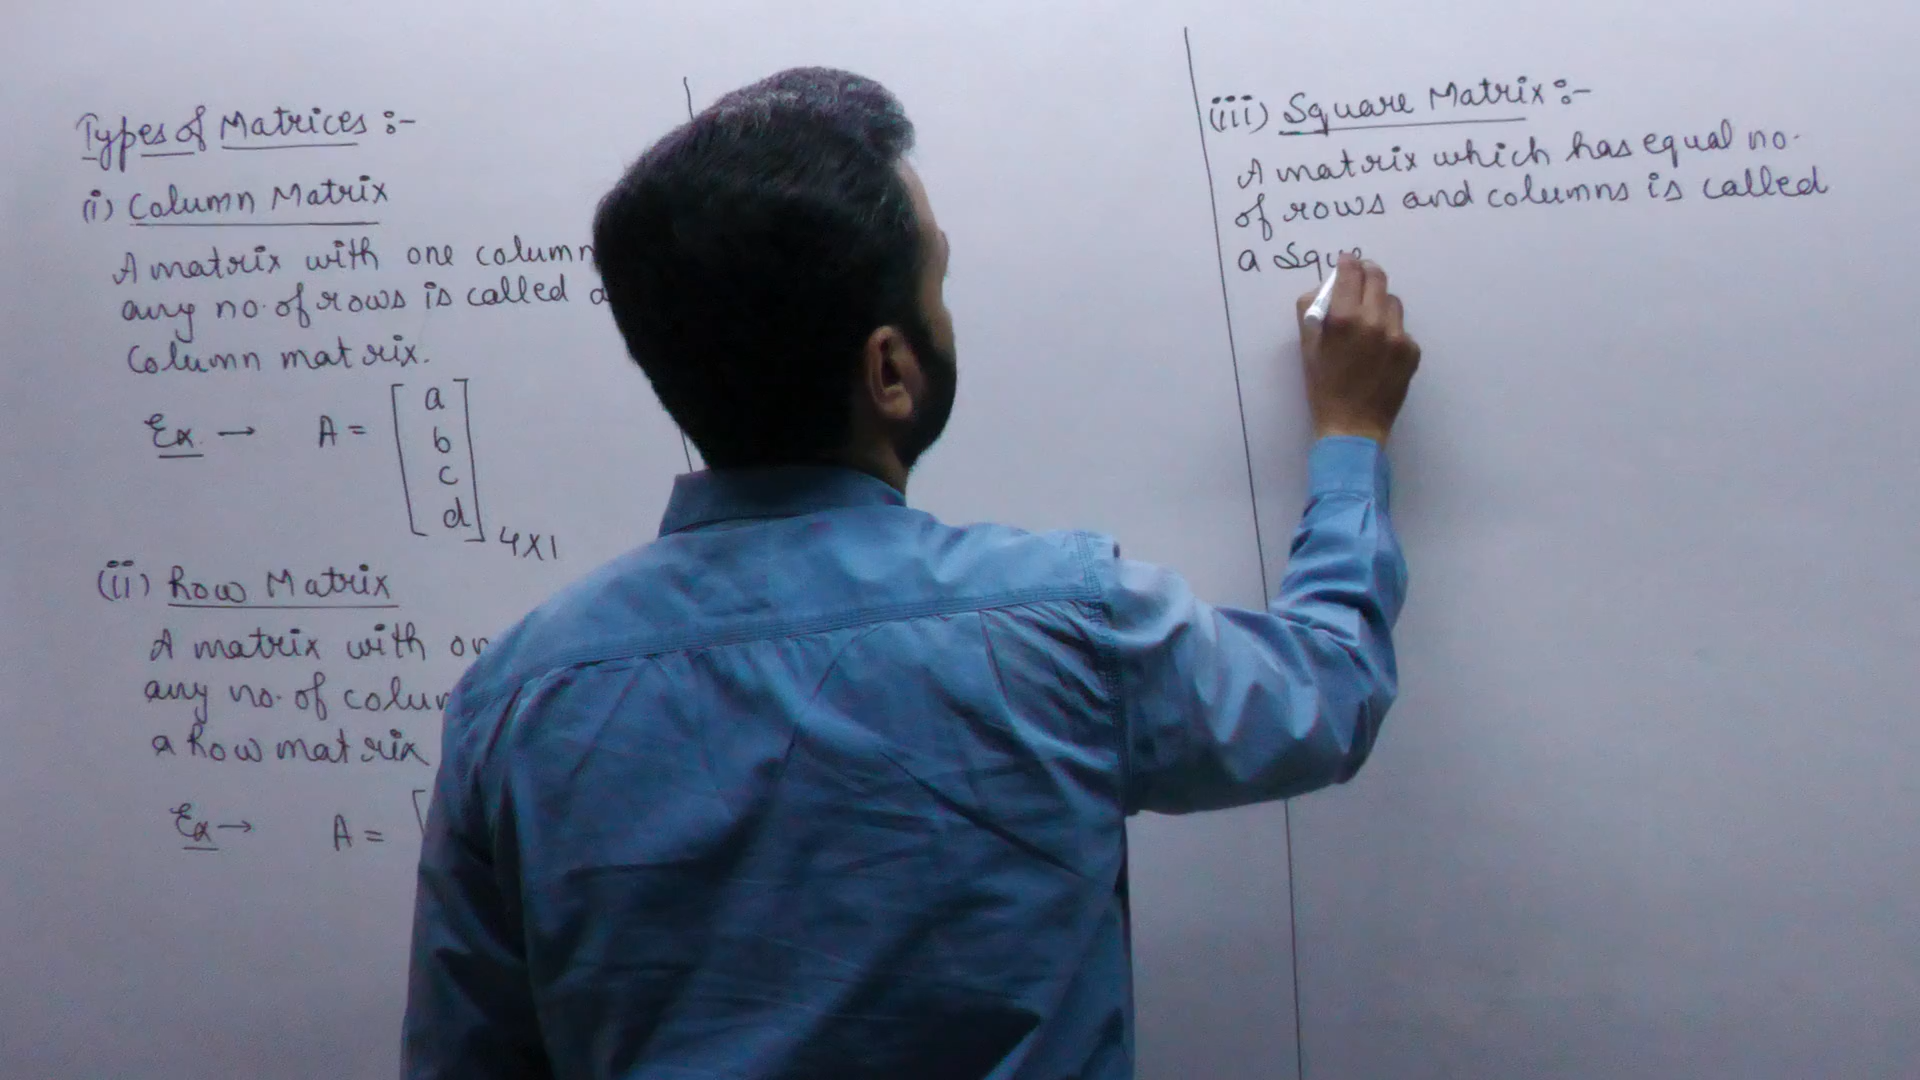 Types of Matrices :-
(i) Column Matrix
A matrix with one column
any no. of rows is called a
Column matrix.
Ex → A = [a
b
c
d] 4X1
(ii) Row Matrix
A matrix with
any no. of
a Row matrix
Ex → A = [
(iii) Square Matrix :-
A matrix which has equal no.
of rows and columns is called
a Squ